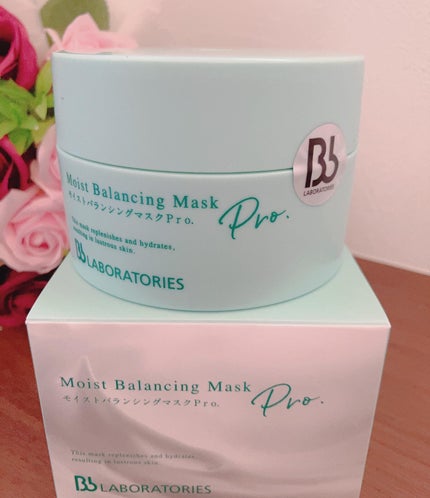 Bb
LABORATORIES
Moist Balancing Mask Pro.
モイストバランシングマスクPro.
This mask replenishes and hydrates,
resulting in lustrous skin.
Bb LABORATORIES
Moist Balancing Mask Pro.
モイストバランシングマスクPro.
This mask replenishes and hydrates,
resulting in lustrous skin.
Bb LABORATORIES